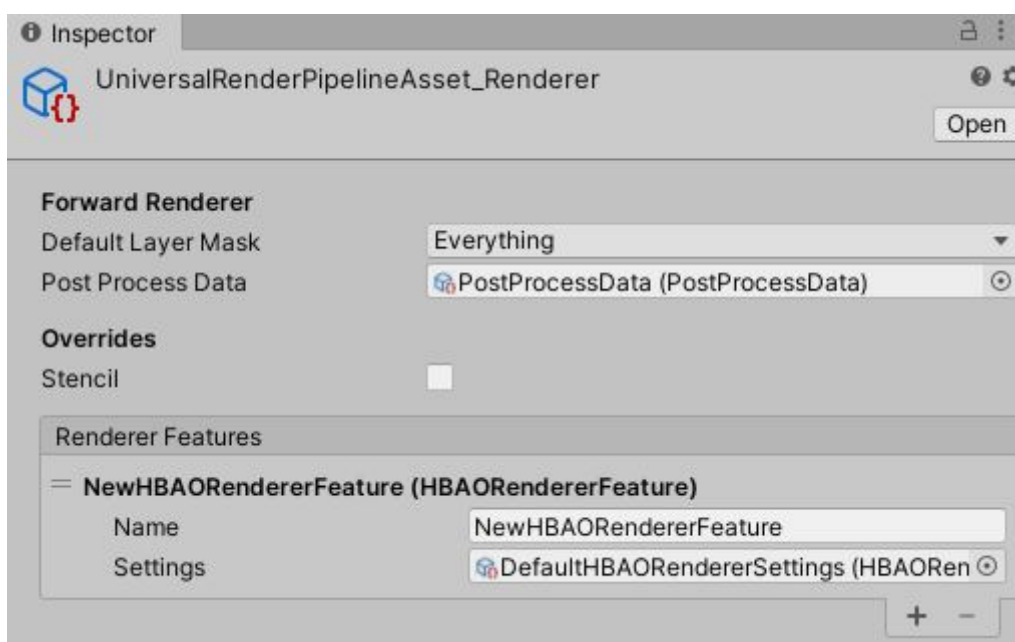 Inspector
UniversalRenderPipelineAsset_Renderer
Open
Forward Renderer
Default Layer Mask Everything
Post Process Data PostProcessData (PostProcessData)
Overrides
Stencil
Renderer Features
NewHBAORendererFeature (HBAORendererFeature)
Name NewHBAORendererFeature
Settings DefaultHBAORendererSettings (HBAORen